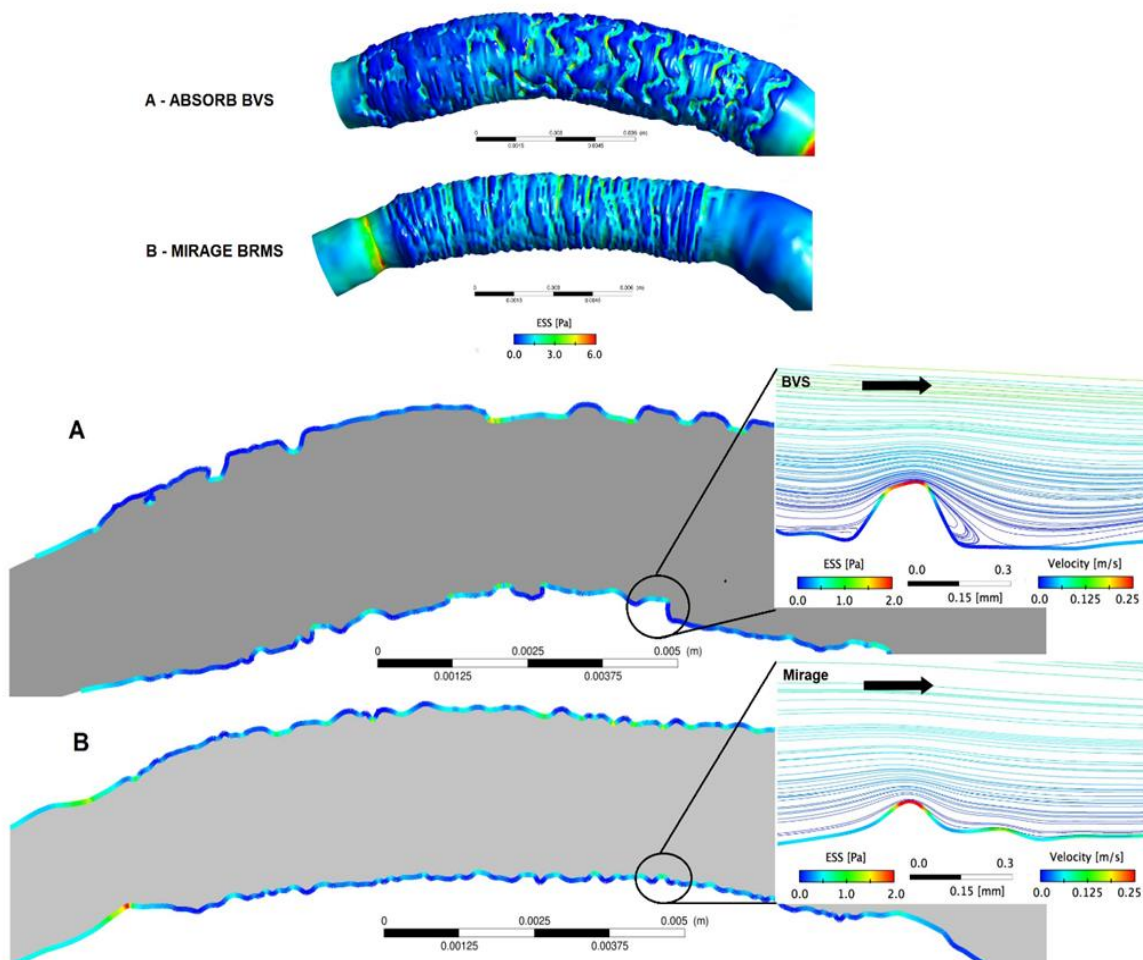 A - ABSORB BVS
0 0.003 0.006 (m)
0.0015 0.0045
B - MIRAGE BRMS
0 0.003 0.006 (m)
0.0015 0.0045
ESS [Pa]
0.0 3.0 6.0
A
BVS
ESS [Pa] 0.0 0.3 Velocity [m/s]
0.0 1.0 2.0 0.15 [mm] 0.0 0.125 0.25
0 0.0025 0.005 (m)
0.00125 0.00375
B
Mirage
ESS [Pa] 0.0 0.3 Velocity [m/s]
0.0 1.0 2.0 0.15 [mm] 0.0 0.125 0.25
0 0.0025 0.005 (m)
0.00125 0.00375